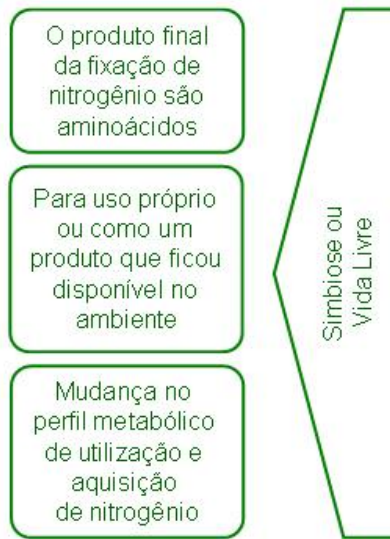 O produto final
da fixação de
nitrogênio são
aminoácidos
Para uso próprio
ou como um
produto que ficou
disponível no
ambiente
Mudança no
perfil metabólico
de utilização e
aquisição
de nitrogênio
Simbiose ou
Vida Livre